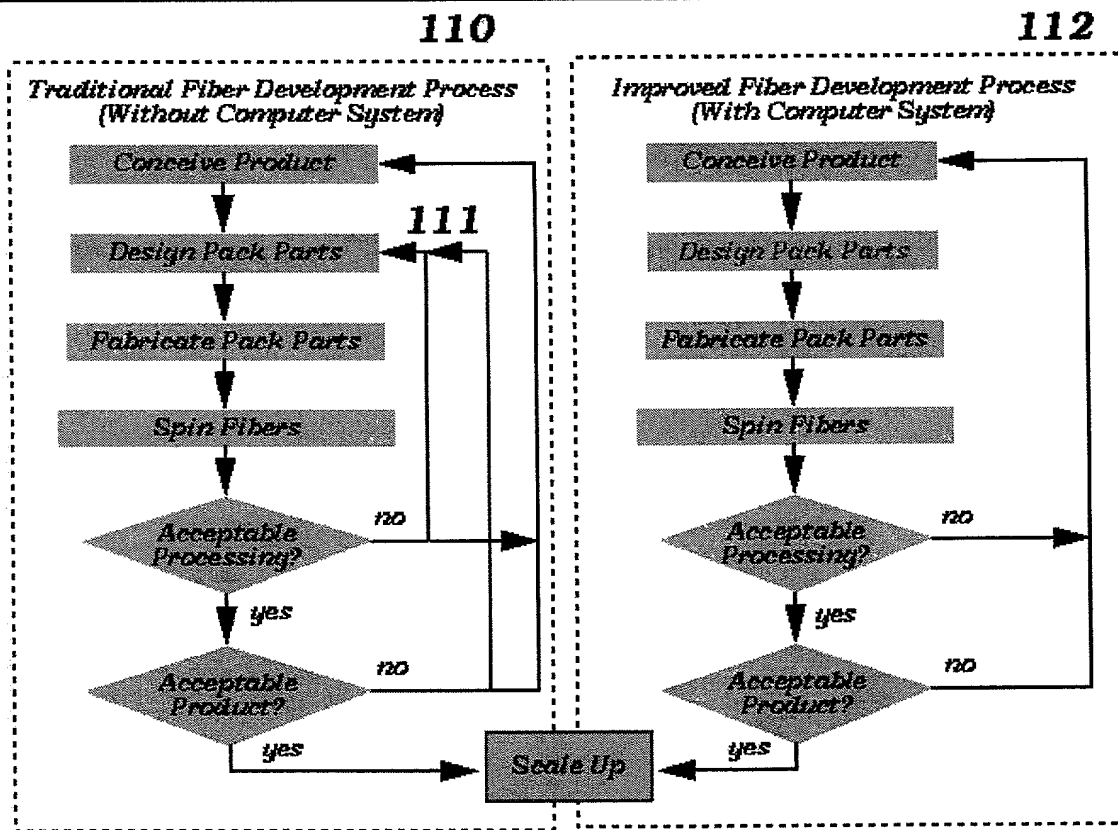 110
Traditional Fiber Development Process
(Without Computer System)
Conceive Product
111
Design Pack Parts
Fabricate Pack Parts
Spin Fibers
Acceptable
Processing?
no
yes
Acceptable
Product?
no
yes
112
Improved Fiber Development Process
(With Computer System)
Conceive Product
Design Pack Parts
Fabricate Pack Parts
Spin Fibers
Acceptable
Processing?
no
yes
Acceptable
Product?
no
yes
Scale Up